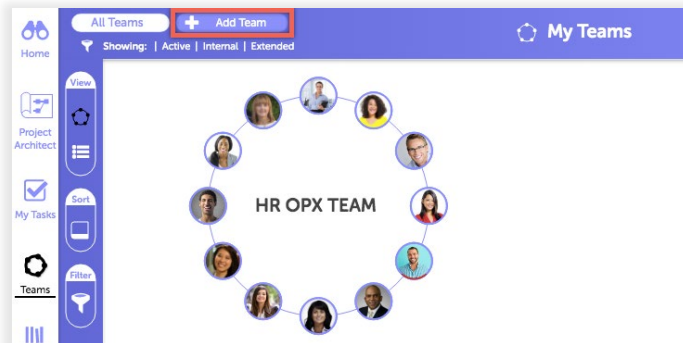 All Teams
Add Team
My Teams
Showing: | Active | Internal | Extended
Home
View
Project
Architect
My Tasks
Sort
Teams
Filter
HR OPX TEAM